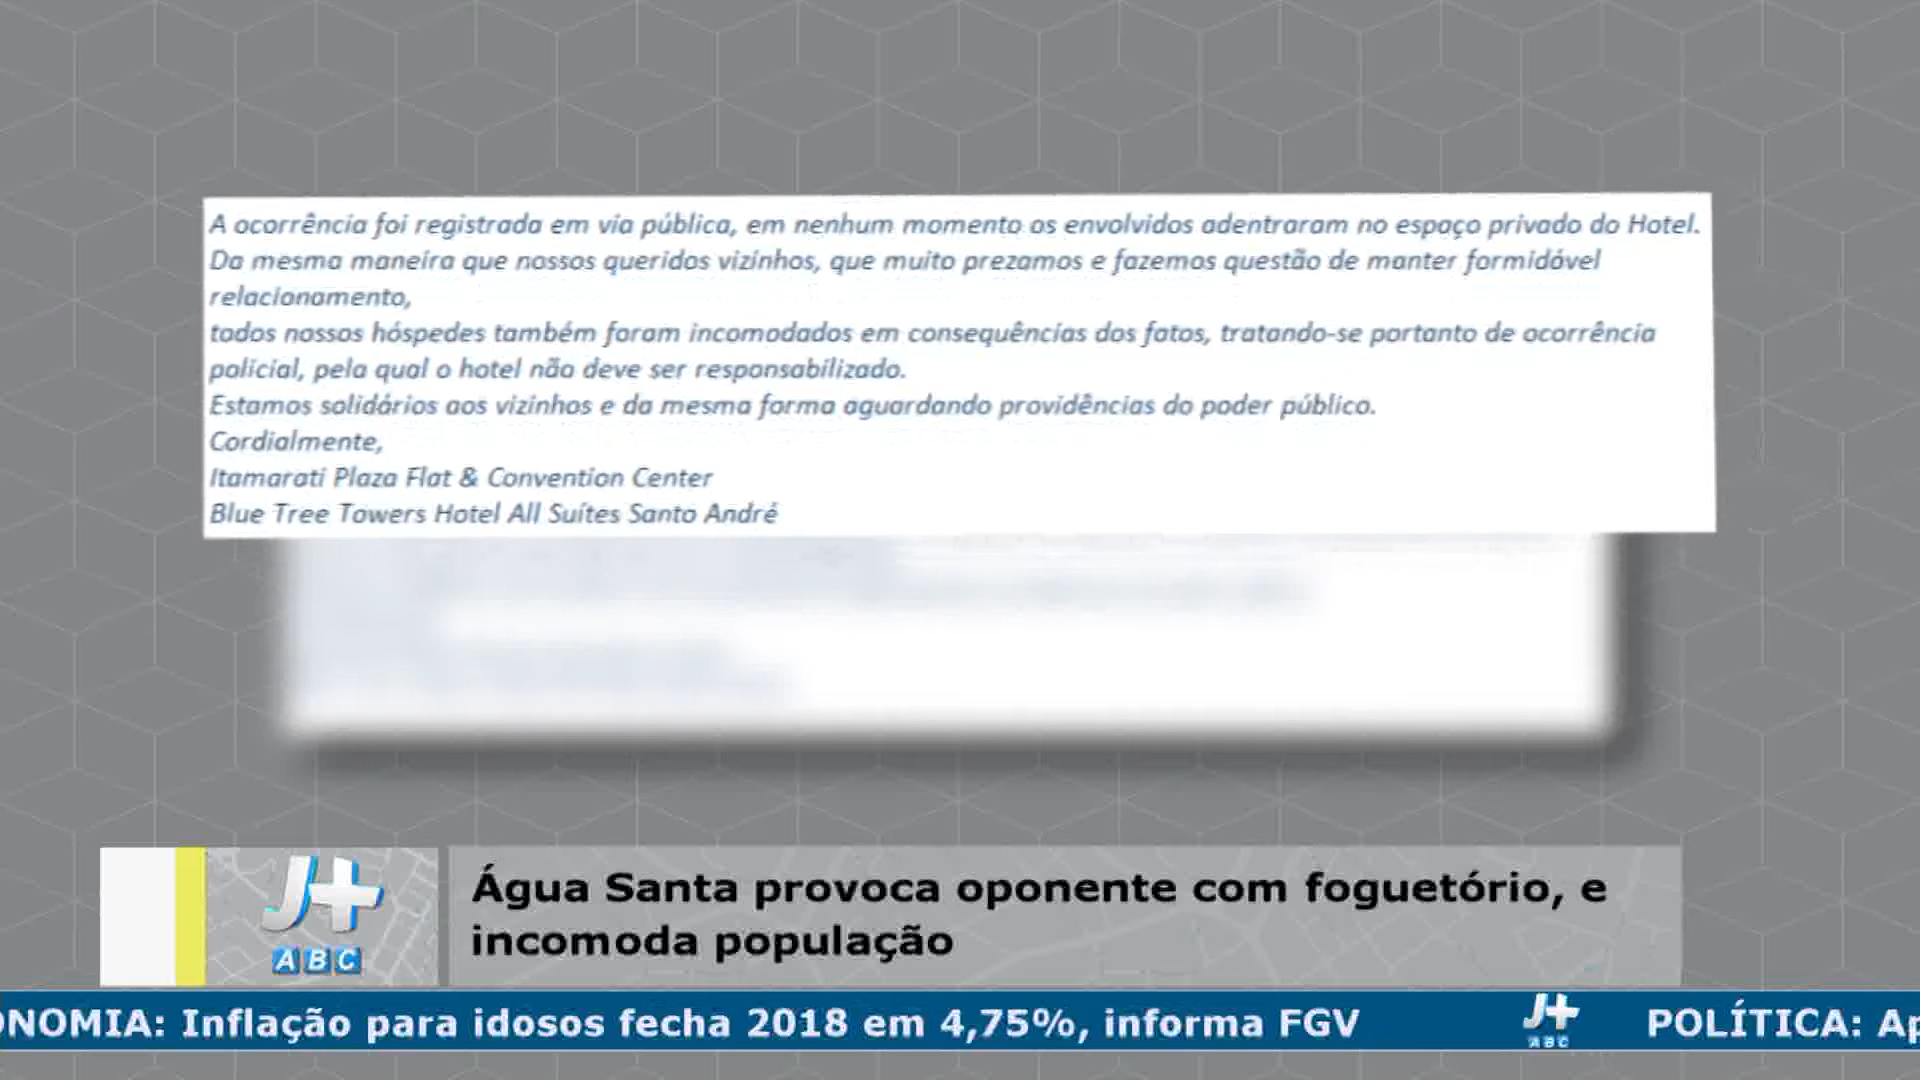 A ocorrência foi registrada em via pública, em nenhum momento os envolvidos adentraram no espaço privado do Hotel.
Da mesma maneira que nossos queridos vizinhos, que muito prezamos e fazemos questão de manter formidável
relacionamento,
todos nossos hóspedes também foram incomodados em consequências dos fatos, tratando-se portanto de ocorrência
policial, pela qual o hotel não deve ser responsabilizado.
Estamos solidários aos vizinhos e da mesma forma aguardando providências do poder público.
Cordialmente,
Itamarati Plaza Flat & Convention Center
Blue Tree Towers Hotel All Suítes Santo André
J+
ABC
Água Santa provoca oponente com foguetório, e
incomoda população
ONOMIA: Inflação para idosos fecha 2018 em 4,75%, informa FGV J+ ABC POLÍTICA: Ap